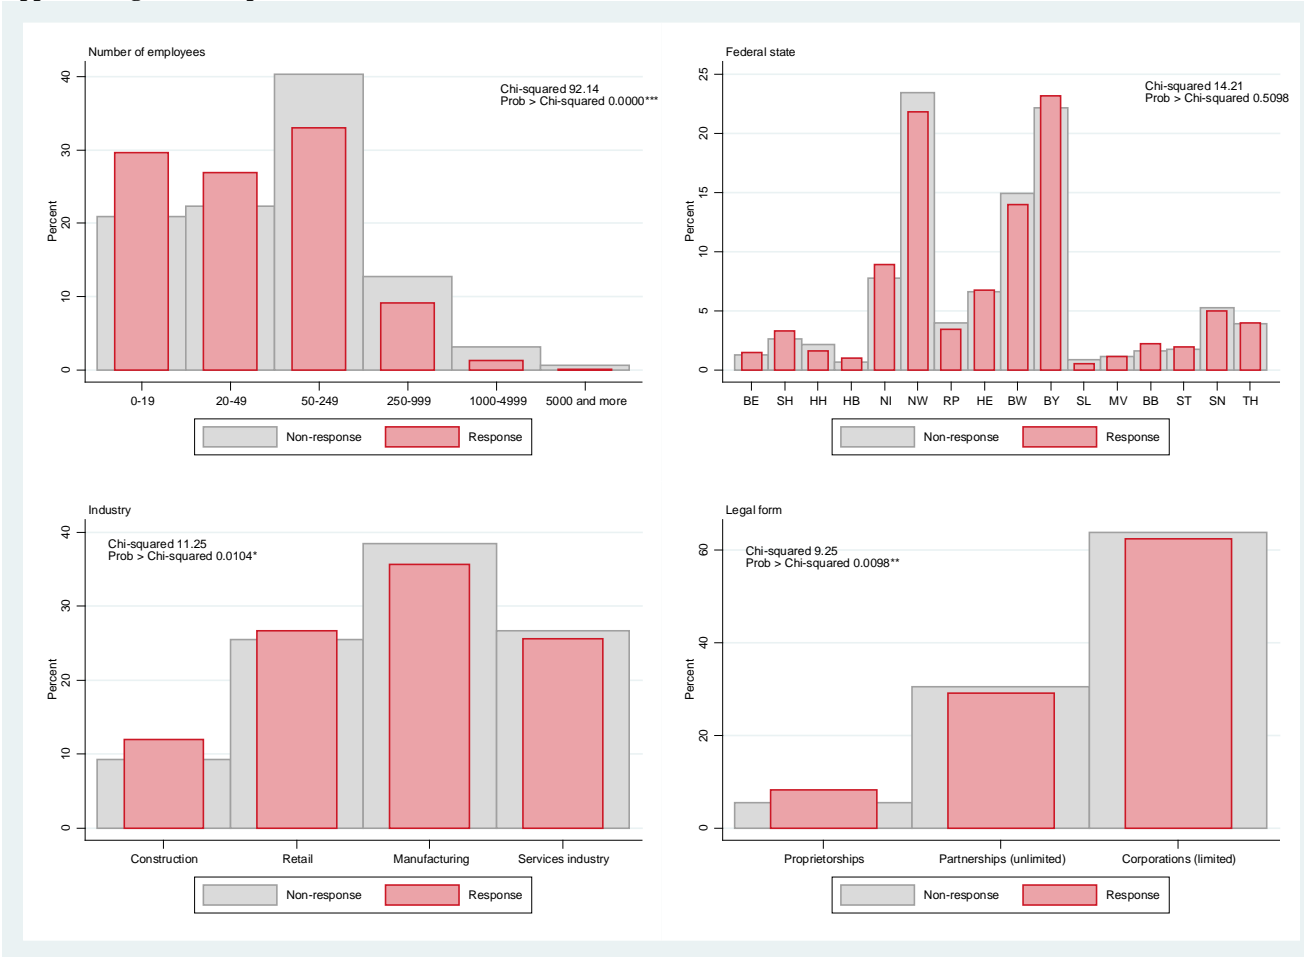 Number of employees
Chi-squared 92.14
Prob > Chi-squared 0.0000***
Percent
40
30
20
10
0
0-19 20-49 50-249 250-999 1000-4999 5000 and more
Non-response Response
Federal state
Chi-squared 14.21
Prob > Chi-squared 0.5098
Percent
25
20
15
10
5
0
BE SH HH HB NI NW RP HE BW BY SL MV BB ST SN TH
Non-response Response
Industry
Chi-squared 11.25
Prob > Chi-squared 0.0104*
Percent
40
30
20
10
0
Construction Retail Manufacturing Services industry
Non-response Response
Legal form
Chi-squared 9.25
Prob > Chi-squared 0.0098**
Percent
60
40
20
0
Proprietorships Partnerships (unlimited) Corporations (limited)
Non-response Response